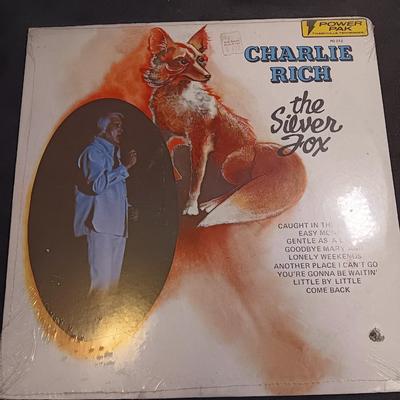 POWER
PAK
CHARLIE
RICH
the
Silver
Fox
CAUGHT IN THE
EASY
GENTLE AS A
GOODBYE MARY
LONELY WEEKENDS
ANOTHER PLACE I CAN'T GO
YOU'RE GONNA BE WAITIN'
LITTLE BY LITTLE
COME BACK